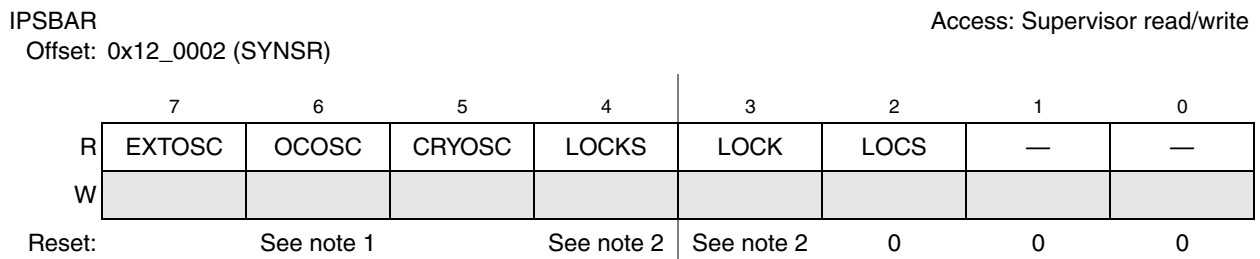 IPSBAR Access: Supervisor read/write
Offset: 0x12_0002 (SYNSR)
7 6 5 4 3 2 1 0
R EXTOSC OCOSC CRYOSC LOCKS LOCK LOCS — —
W
Reset: See note 1 See note 2 See note 2 0 0 0